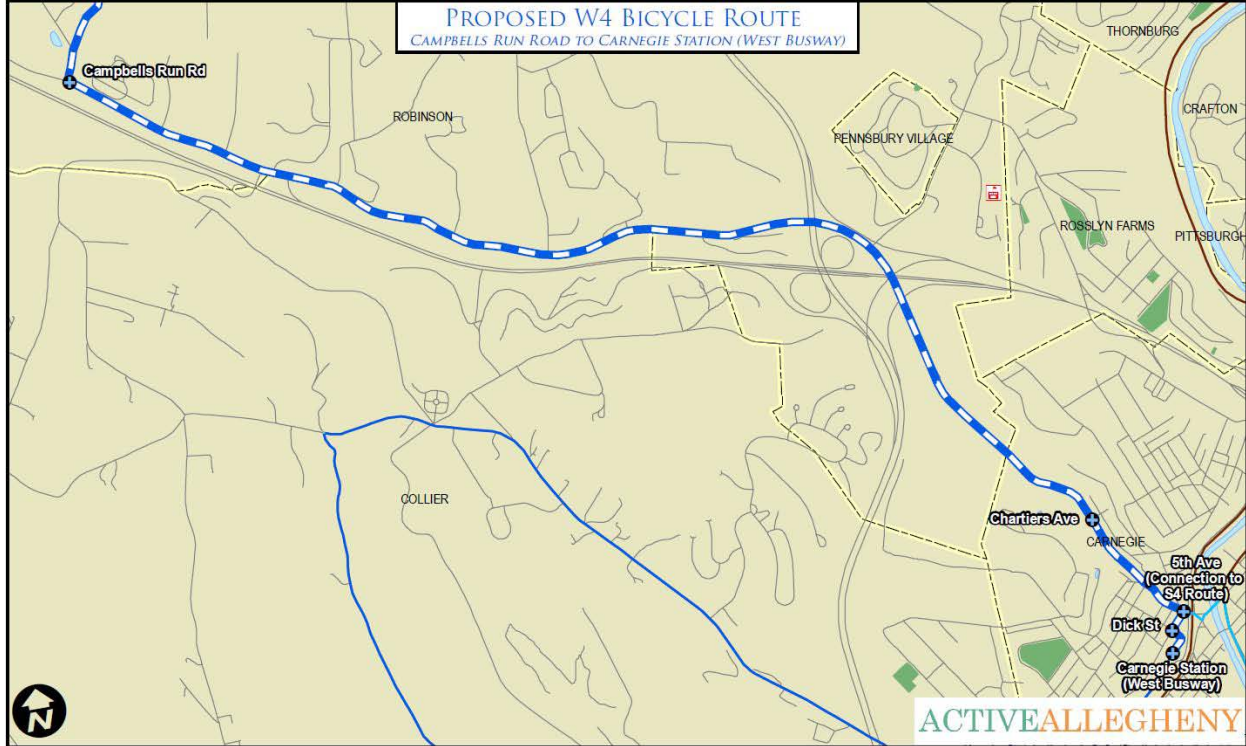 PROPOSED W4 BICYCLE ROUTE
CAMPBELLS RUN ROAD TO CARNEGIE STATION (WEST BUSWAY)
THORNBURG
Campbells Run Rd
CRAFTON
ROBINSON
PENNSBURY VILLAGE
ROSSLYN FARMS
PITTSBURGH
COLLIER
Chartiers Ave
CARNEGIE
5th Ave
(Connection to
S4 Route)
Dick St
Carnegie Station
(West Busway)
N
ACTIVEALLEGHENY